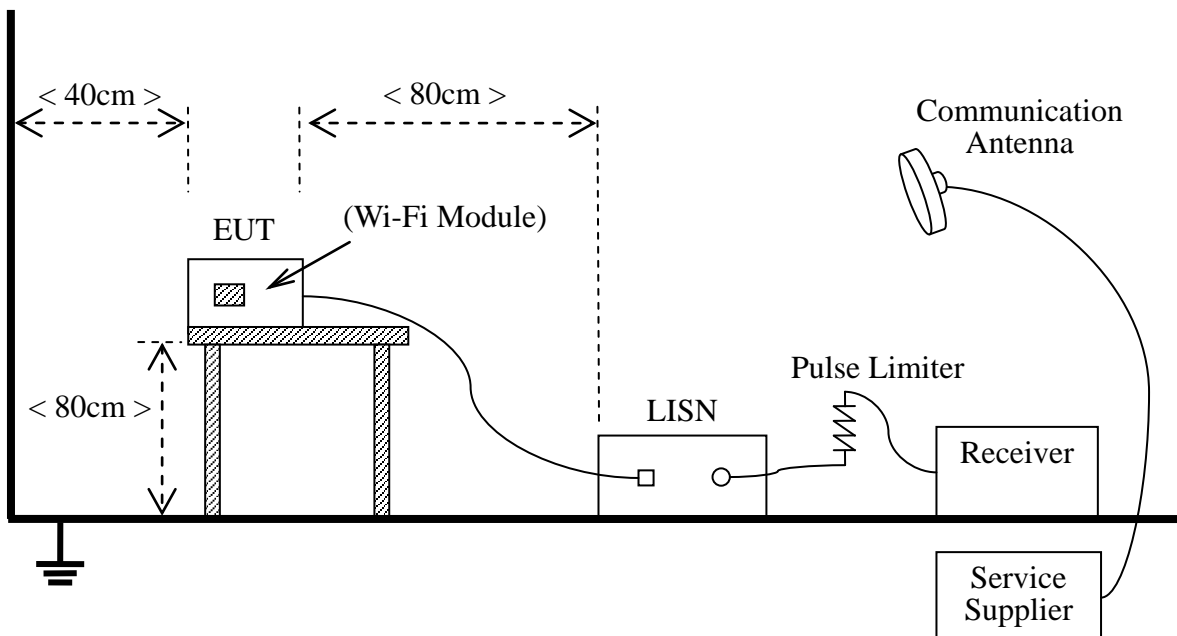 < 40cm >
< 80cm >
Communication
Antenna
EUT
(Wi-Fi Module)
< 80cm >
LISN
Pulse Limiter
Receiver
Service
Supplier